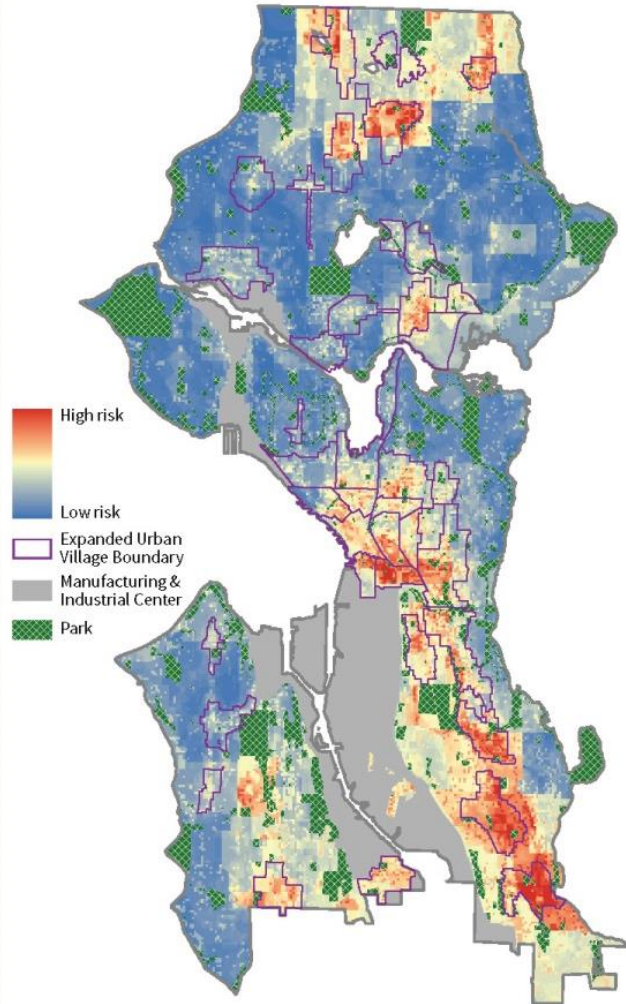 High risk
Low risk
Expanded Urban
Village Boundary
Manufacturing &
Industrial Center
Park